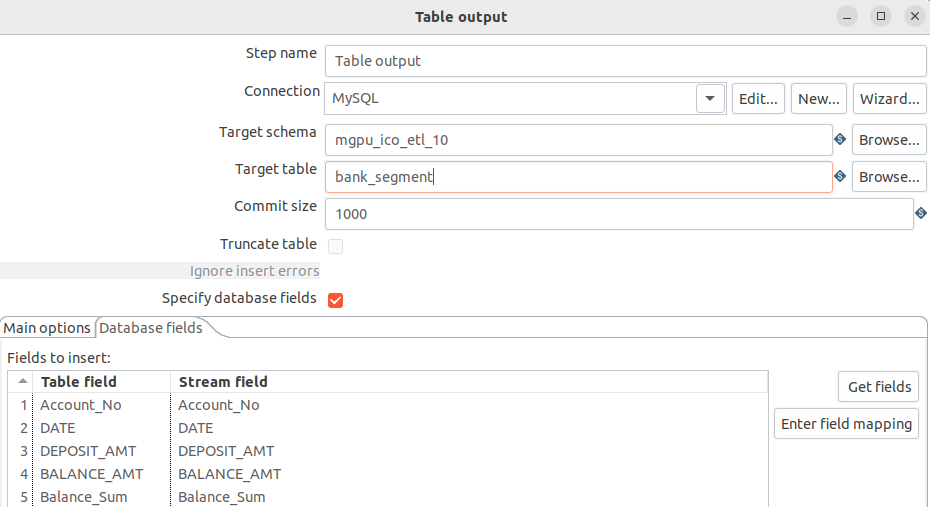 Table output
Step name Table output
Connection MySQL Edit... New... Wizard...
Target schema mgpu_ico_etl_10 Browse...
Target table bank_segment Browse...
Commit size 1000
Truncate table
Ignore insert errors
Specify database fields
Main options Database fields
Fields to insert:
Table field Stream field
Get fields
1 Account_No Account_No
2 DATE DATE
Enter field mapping
3 DEPOSIT_AMT DEPOSIT_AMT
4 BALANCE_AMT BALANCE_AMT
5 Balance_Sum Balance_Sum